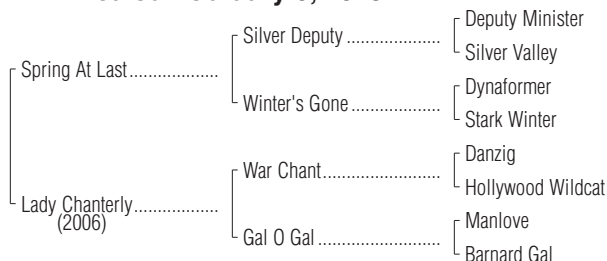 Deputy Minister
Silver Deputy ....................
Silver Valley
Spring At Last...................
Dynaformer
Winter's Gone ...................
Stark Winter
Danzig
War Chant.........................
Hollywood Wildcat
Lady Chanterly..................
(2006)
Manlove
Gal O Gal ..........................
Barnard Gal